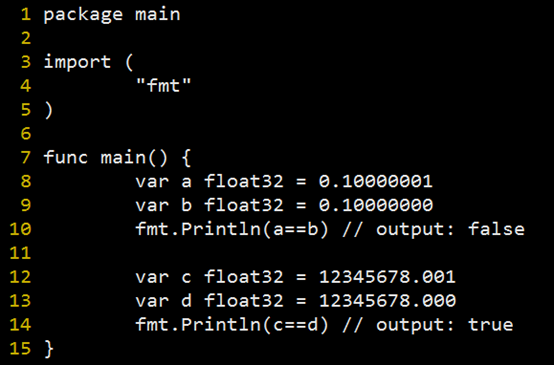 1 package main
2
3 import (
4         "fmt"
5 )
6
7 func main() {
8         var a float32 = 0.10000001
9         var b float32 = 0.10000000
10         fmt.Println(a==b) // output: false
11
12         var c float32 = 12345678.001
13         var d float32 = 12345678.000
14         fmt.Println(c==d) // output: true
15 }